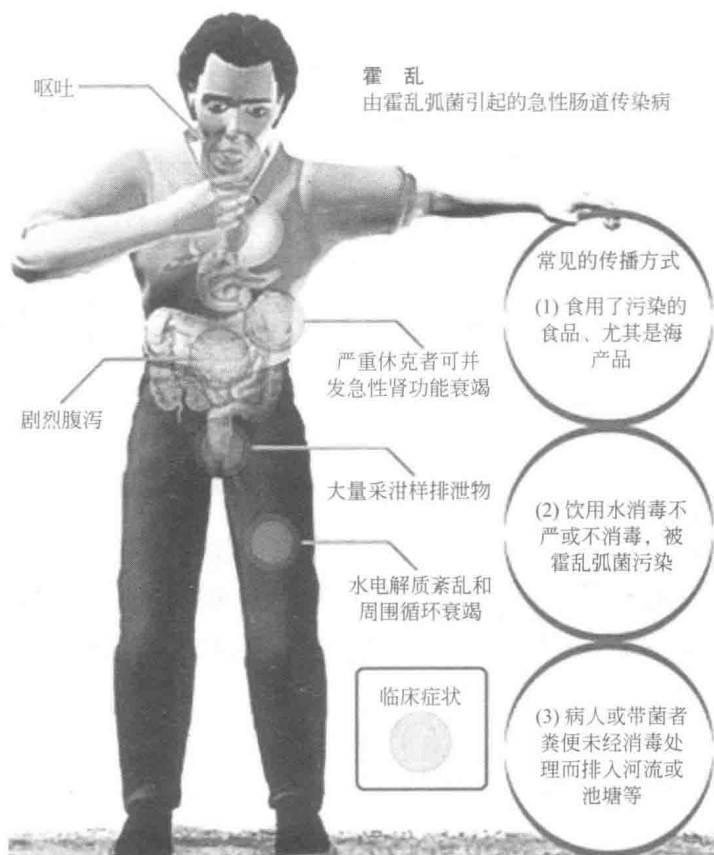 霍 乱
由霍乱弧菌引起的急性肠道传染病
呕吐
常见的传播方式
(1) 食用了污染的
食品、尤其是海
产品
严重休克者可并
发急性肾功能衰竭
剧烈腹泻
大量采泔样排泄物
(2) 饮用水消毒不
严或不消毒，被
霍乱弧菌污染
水电解质紊乱和
周围循环衰竭
临床症状
(3) 病人或带菌者
粪便未经消毒处
理而排入河流或
池塘等